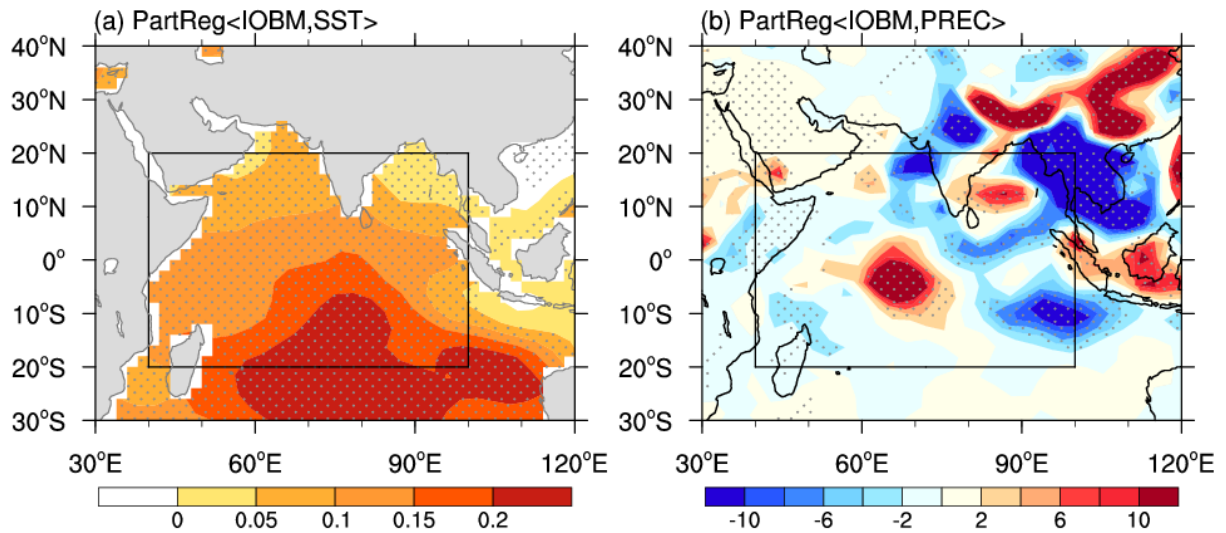 (a) PartReg<IOBM,SST>
40°N
30°N
20°N
10°N
0°
10°S
20°S
30°S
30°E 60°E 90°E 120°E
0 0.05 0.1 0.15 0.2
(b) PartReg<IOBM,PREC>
40°N
30°N
20°N
10°N
0°
10°S
20°S
30°S
30°E 60°E 90°E 120°E
-10 -6 -2 2 6 10